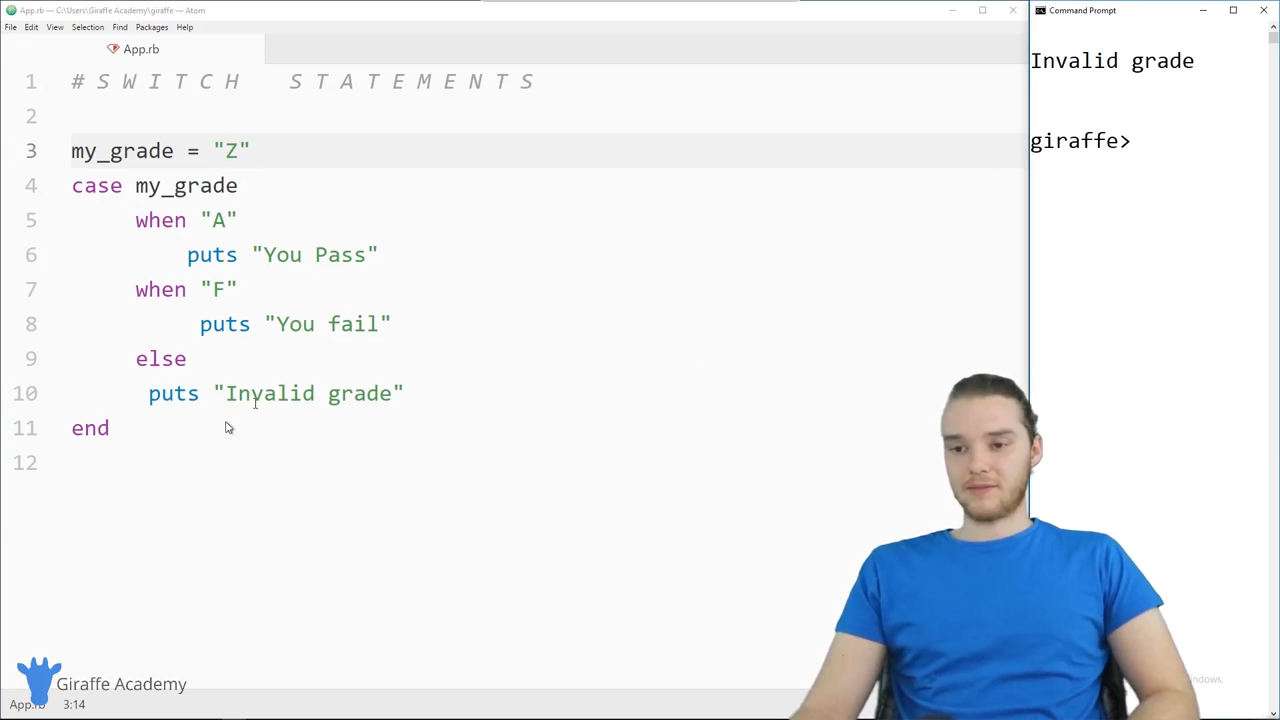 App.rb — C:\Users\Giraffe Academy\giraffe — Atom
File Edit View Selection Find Packages Help
App.rb
1 #SWITCH STATEMENTS
2
3 my_grade = "Z"
4 case my_grade
5 when "A"
6 puts "You Pass"
7 when "F"
8 puts "You fail"
9 else
10 puts "Invalid grade"
11 end
12
Giraffe Academy
App.rb 3:14
Command Prompt
Invalid grade
giraffe>